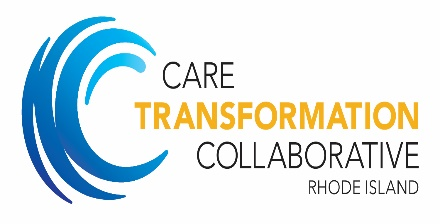 CARE
TRANSFORMATION
COLLABORATIVE
RHODE ISLAND